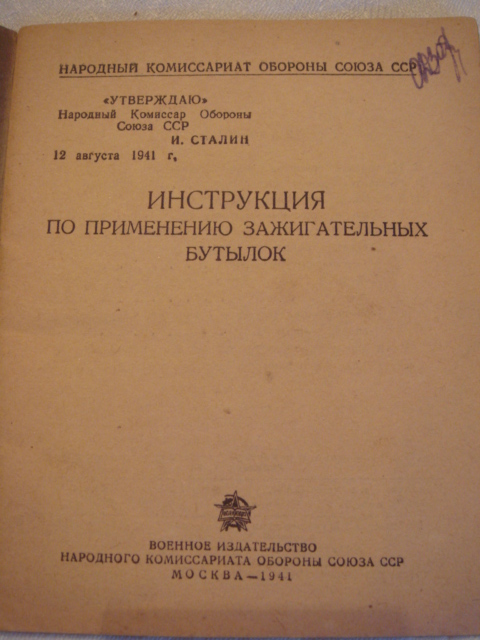 НАРОДНЫЙ КОМИССАРИАТ ОБОРОНЫ СОЮЗА ССР
«УТВЕРЖДАЮ»
Народный Комиссар Обороны
Союза ССР
И. СТАЛИН
12 августа 1941 г.
ИНСТРУКЦИЯ
ПО ПРИМЕНЕНИЮ ЗАЖИГАТЕЛЬНЫХ
БУТЫЛОК
ВОЕННОЕ ИЗДАТЕЛЬСТВО
НАРОДНОГО КОМИССАРИАТА ОБОРОНЫ СОЮЗА ССР
МОСКВА—1941